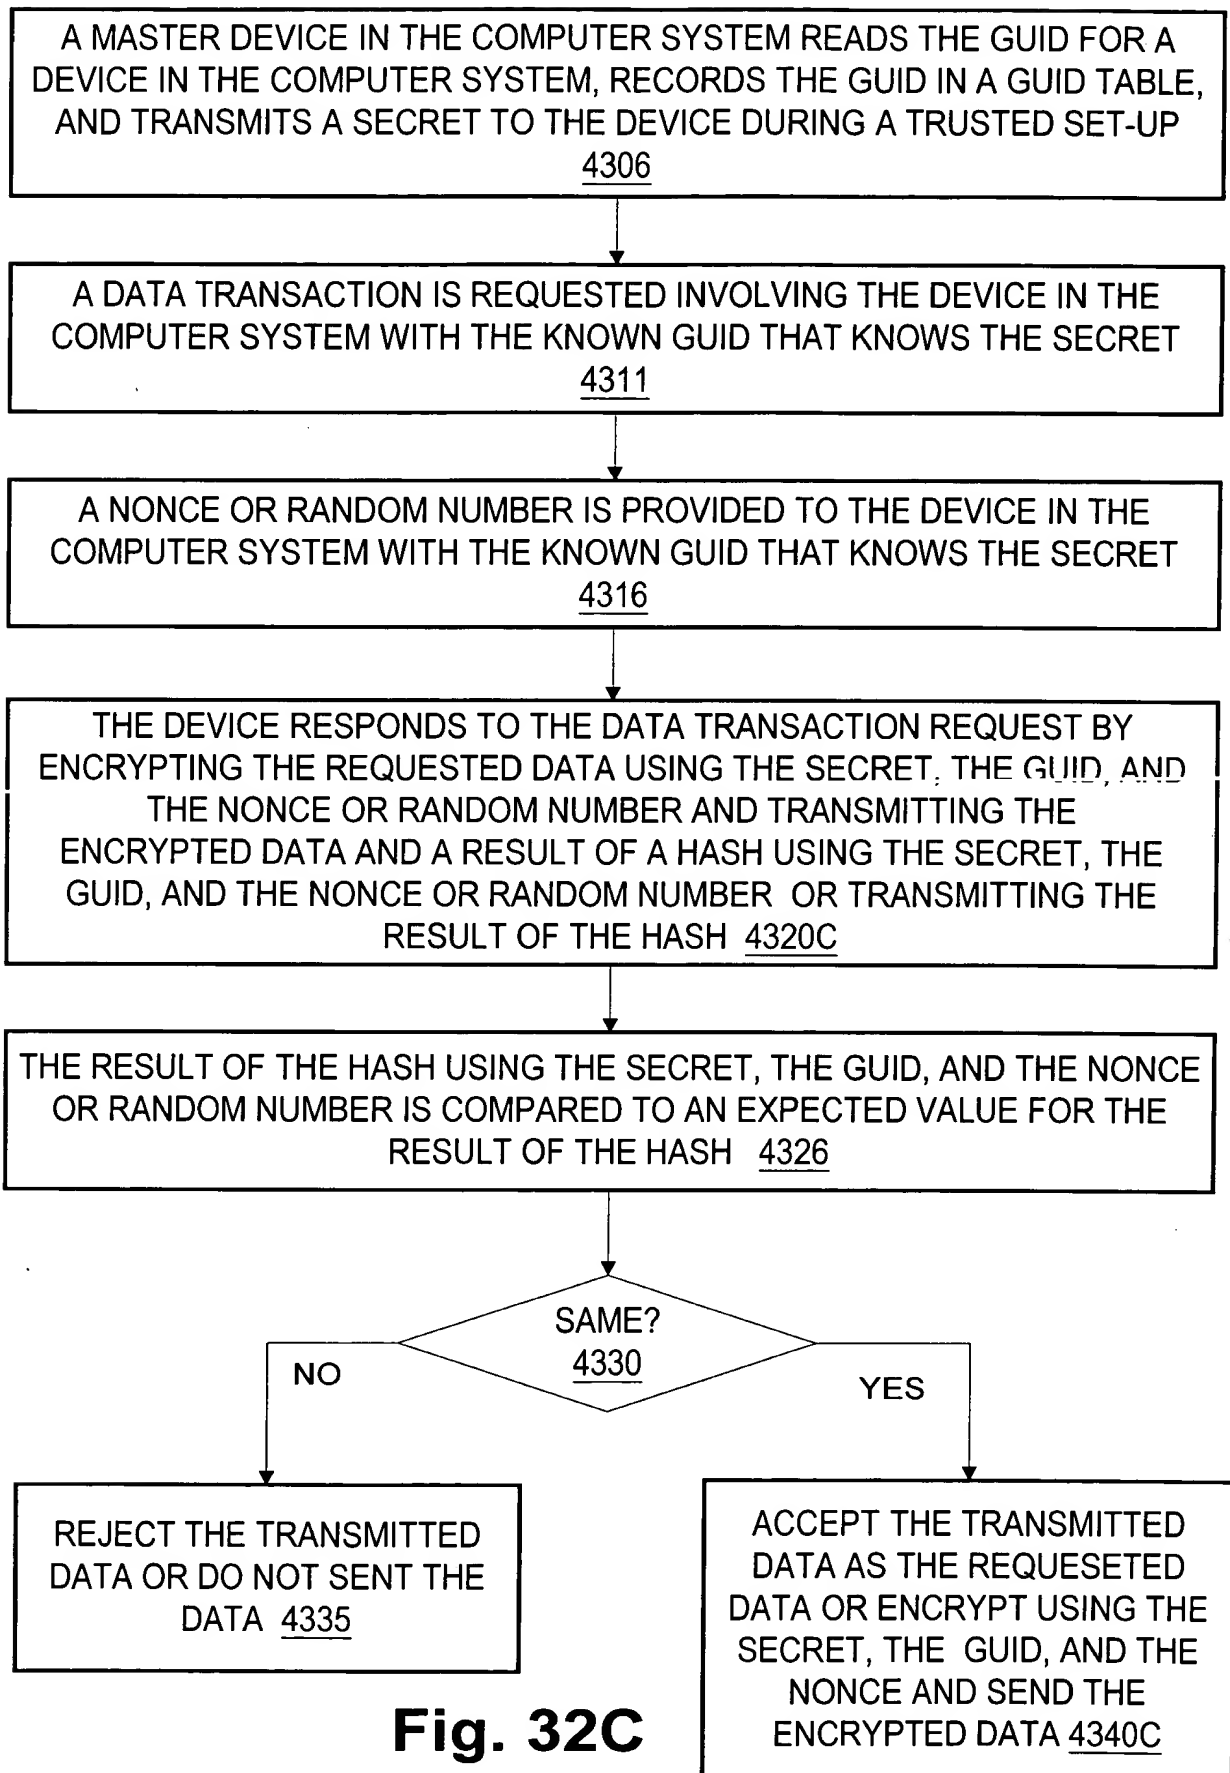 A MASTER DEVICE IN THE COMPUTER SYSTEM READS THE GUID FOR A
DEVICE IN THE COMPUTER SYSTEM, RECORDS THE GUID IN A GUID TABLE,
AND TRANSMITS A SECRET TO THE DEVICE DURING A TRUSTED SET-UP
4306
A DATA TRANSACTION IS REQUESTED INVOLVING THE DEVICE IN THE
COMPUTER SYSTEM WITH THE KNOWN GUID THAT KNOWS THE SECRET
4311
A NONCE OR RANDOM NUMBER IS PROVIDED TO THE DEVICE IN THE
COMPUTER SYSTEM WITH THE KNOWN GUID THAT KNOWS THE SECRET
4316
THE DEVICE RESPONDS TO THE DATA TRANSACTION REQUEST BY
ENCRYPTING THE REQUESTED DATA USING THE SECRET, THE GUID, AND
THE NONCE OR RANDOM NUMBER AND TRANSMITTING THE
ENCRYPTED DATA AND A RESULT OF A HASH USING THE SECRET, THE
GUID, AND THE NONCE OR RANDOM NUMBER OR TRANSMITTING THE
RESULT OF THE HASH 4320C
THE RESULT OF THE HASH USING THE SECRET, THE GUID, AND THE NONCE
OR RANDOM NUMBER IS COMPARED TO AN EXPECTED VALUE FOR THE
RESULT OF THE HASH 4326
SAME?
4330
NO
YES
REJECT THE TRANSMITTED
DATA OR DO NOT SENT THE
DATA 4335
ACCEPT THE TRANSMITTED
DATA AS THE REQUESETED
DATA OR ENCRYPT USING THE
SECRET, THE GUID, AND THE
NONCE AND SEND THE
ENCRYPTED DATA 4340C
Fig. 32C